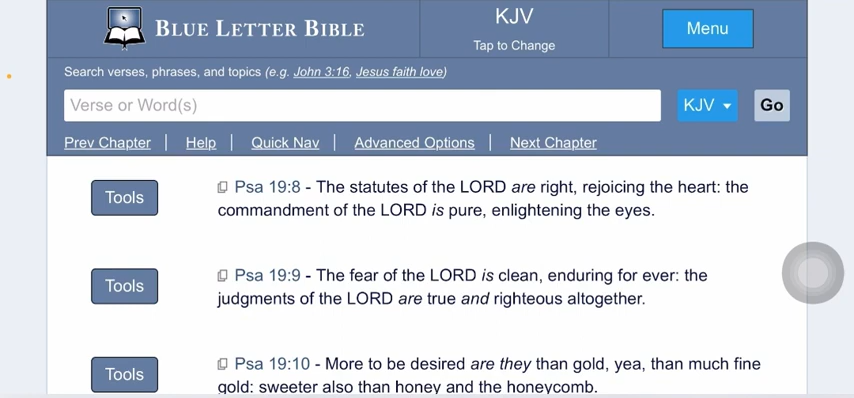 BLUE LETTER BIBLE
KJV
Tap to Change
Menu
Search verses, phrases, and topics (e.g. John 3:16, Jesus faith love)
Verse or Word(s)
KJV
Go
Prev Chapter | Help | Quick Nav | Advanced Options | Next Chapter
Tools
Psa 19:8 - The statutes of the LORD are right, rejoicing the heart: the
commandment of the LORD is pure, enlightening the eyes.
Tools
Psa 19:9 - The fear of the LORD is clean, enduring for ever: the
judgments of the LORD are true and righteous altogether.
Tools
Psa 19:10 - More to be desired are they than gold, yea, than much fine
gold: sweeter also than honey and the honeycomb.